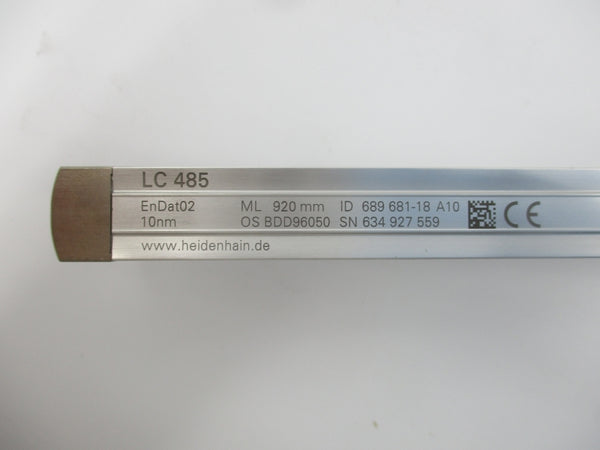 LC 485
EnDat02 ML 920 mm ID 689 681-18 A10
10nm OS BDD96050 SN 634 927 559
CE
www.heidenhain.de